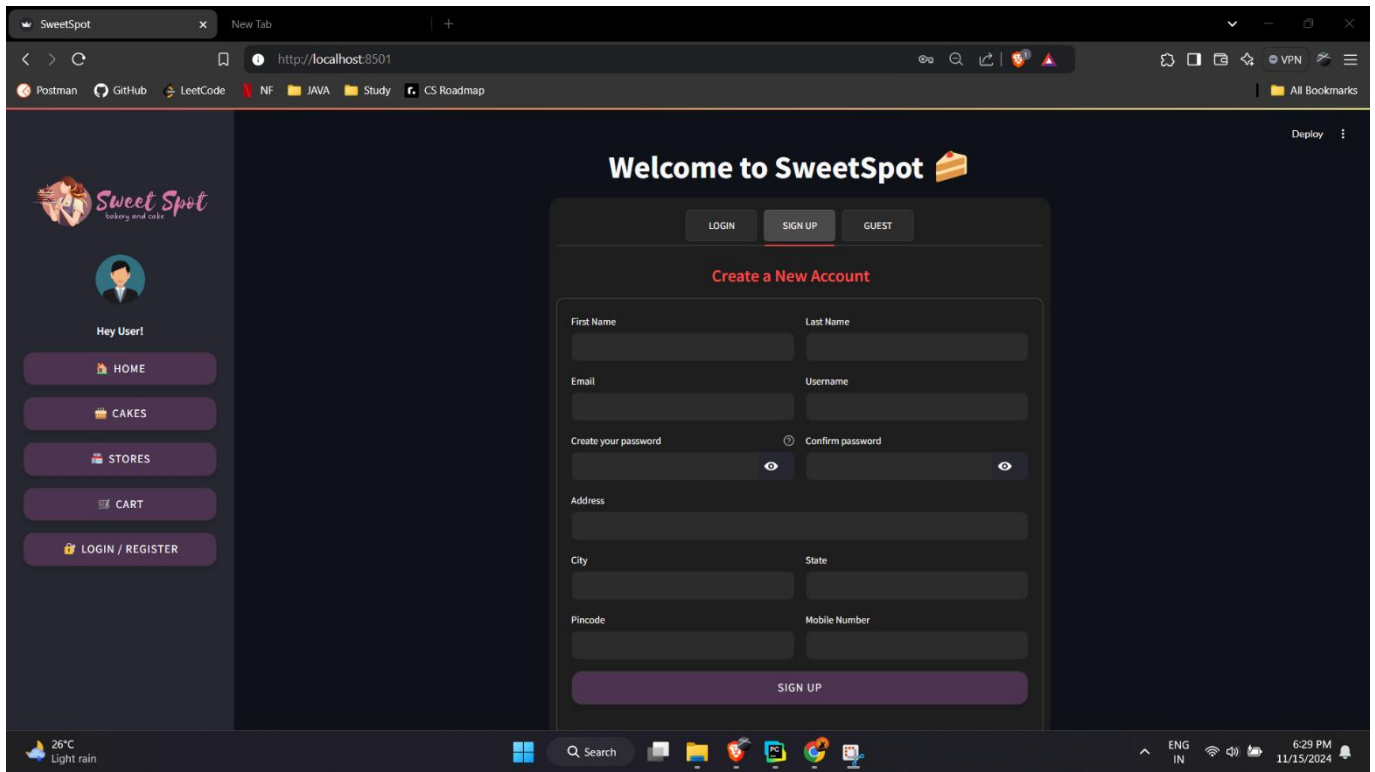 SweetSpot
New Tab
http://localhost:8501
VPN
Postman GitHub LeetCode NF JAVA Study r. CS Roadmap All Bookmarks
Deploy
Sweet Spot
bakery and cake
Hey User!
HOME
CAKES
STORES
CART
LOGIN / REGISTER
Welcome to SweetSpot
LOGIN SIGN UP GUEST
Create a New Account
First Name Last Name
Email Username
Create your password Confirm password
Address
City State
Pincode Mobile Number
SIGN UP
26°C
Light rain
Search
PC
ENG
IN
6:29 PM
11/15/2024